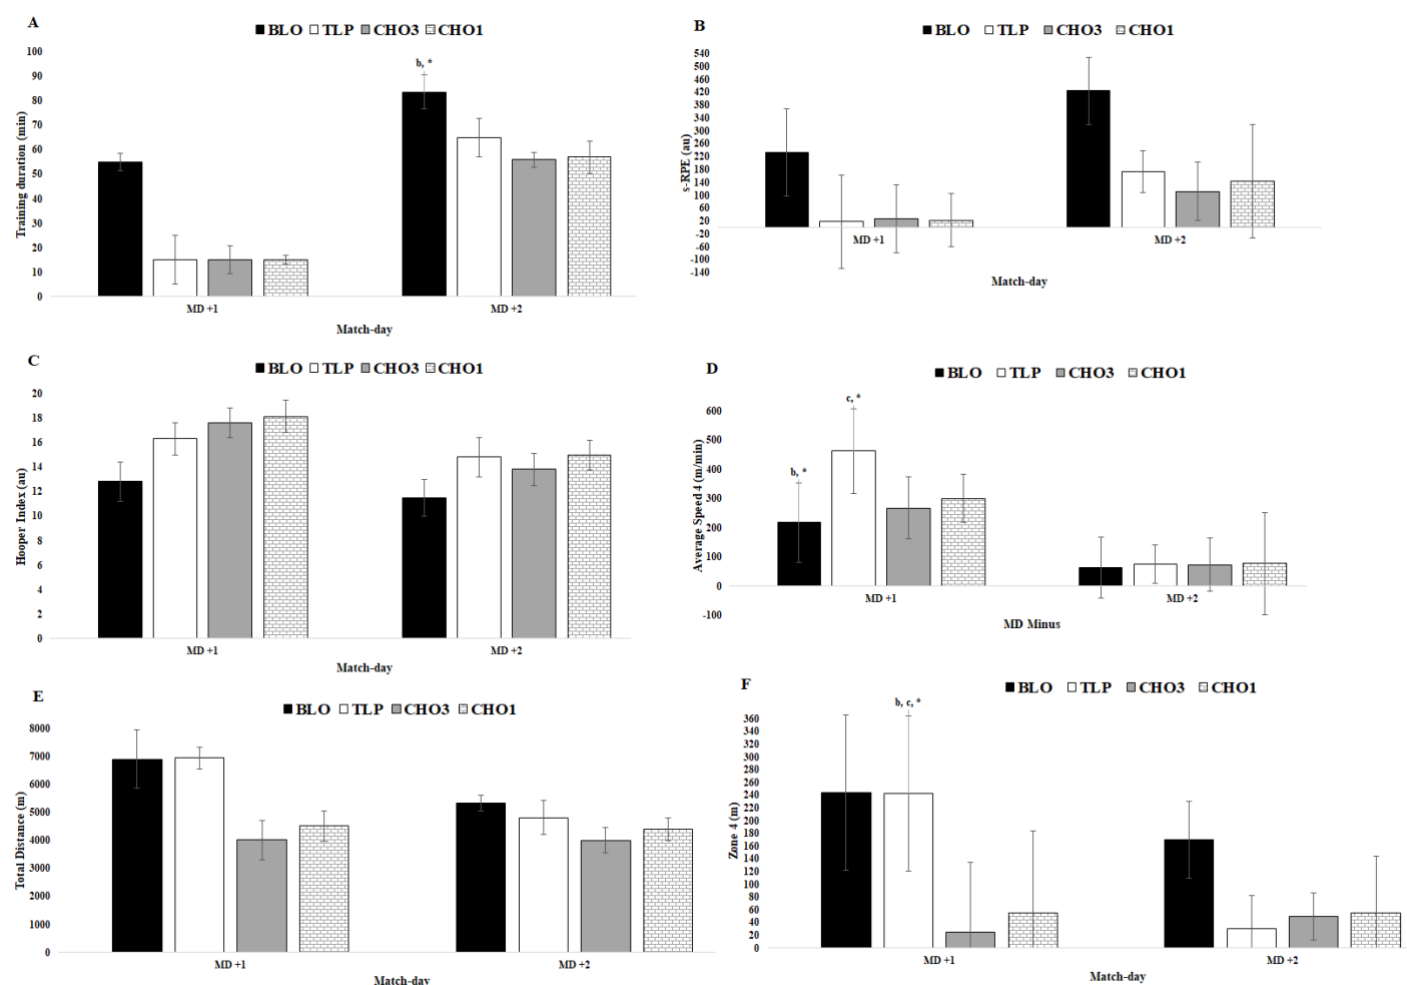 A
BLO TLP CHO3 CHO1
Training duration (min)
100
90
80
70
60
50
40
30
20
10
0
b, *
MD +1 MD +2
Match-day
B
BLO TLP CHO3 CHO1
s-RPE (au)
540
500
460
420
380
340
300
260
220
180
140
100
60
20
-20
-60
-100
-140
MD +1 MD +2
Match-day
C
BLO TLP CHO3 CHO1
Hooper Index (au)
20
18
16
14
12
10
8
6
4
2
0
MD +1 MD +2
Match-day
D
BLO TLP CHO3 CHO1
Average Speed 4 (m/min)
600
500
400
300
200
100
0
-100
b, *
c, *
MD +1 MD +2
MD Minus
E
BLO TLP CHO3 CHO1
Total Distance (m)
8000
7000
6000
5000
4000
3000
2000
1000
0
MD +1 MD +2
Match-day
F
BLO TLP CHO3 CHO1
Zone 4 (m)
360
340
320
300
280
260
240
220
200
180
160
140
120
100
80
60
40
20
0
b, c, *
MD +1 MD +2
Match-day